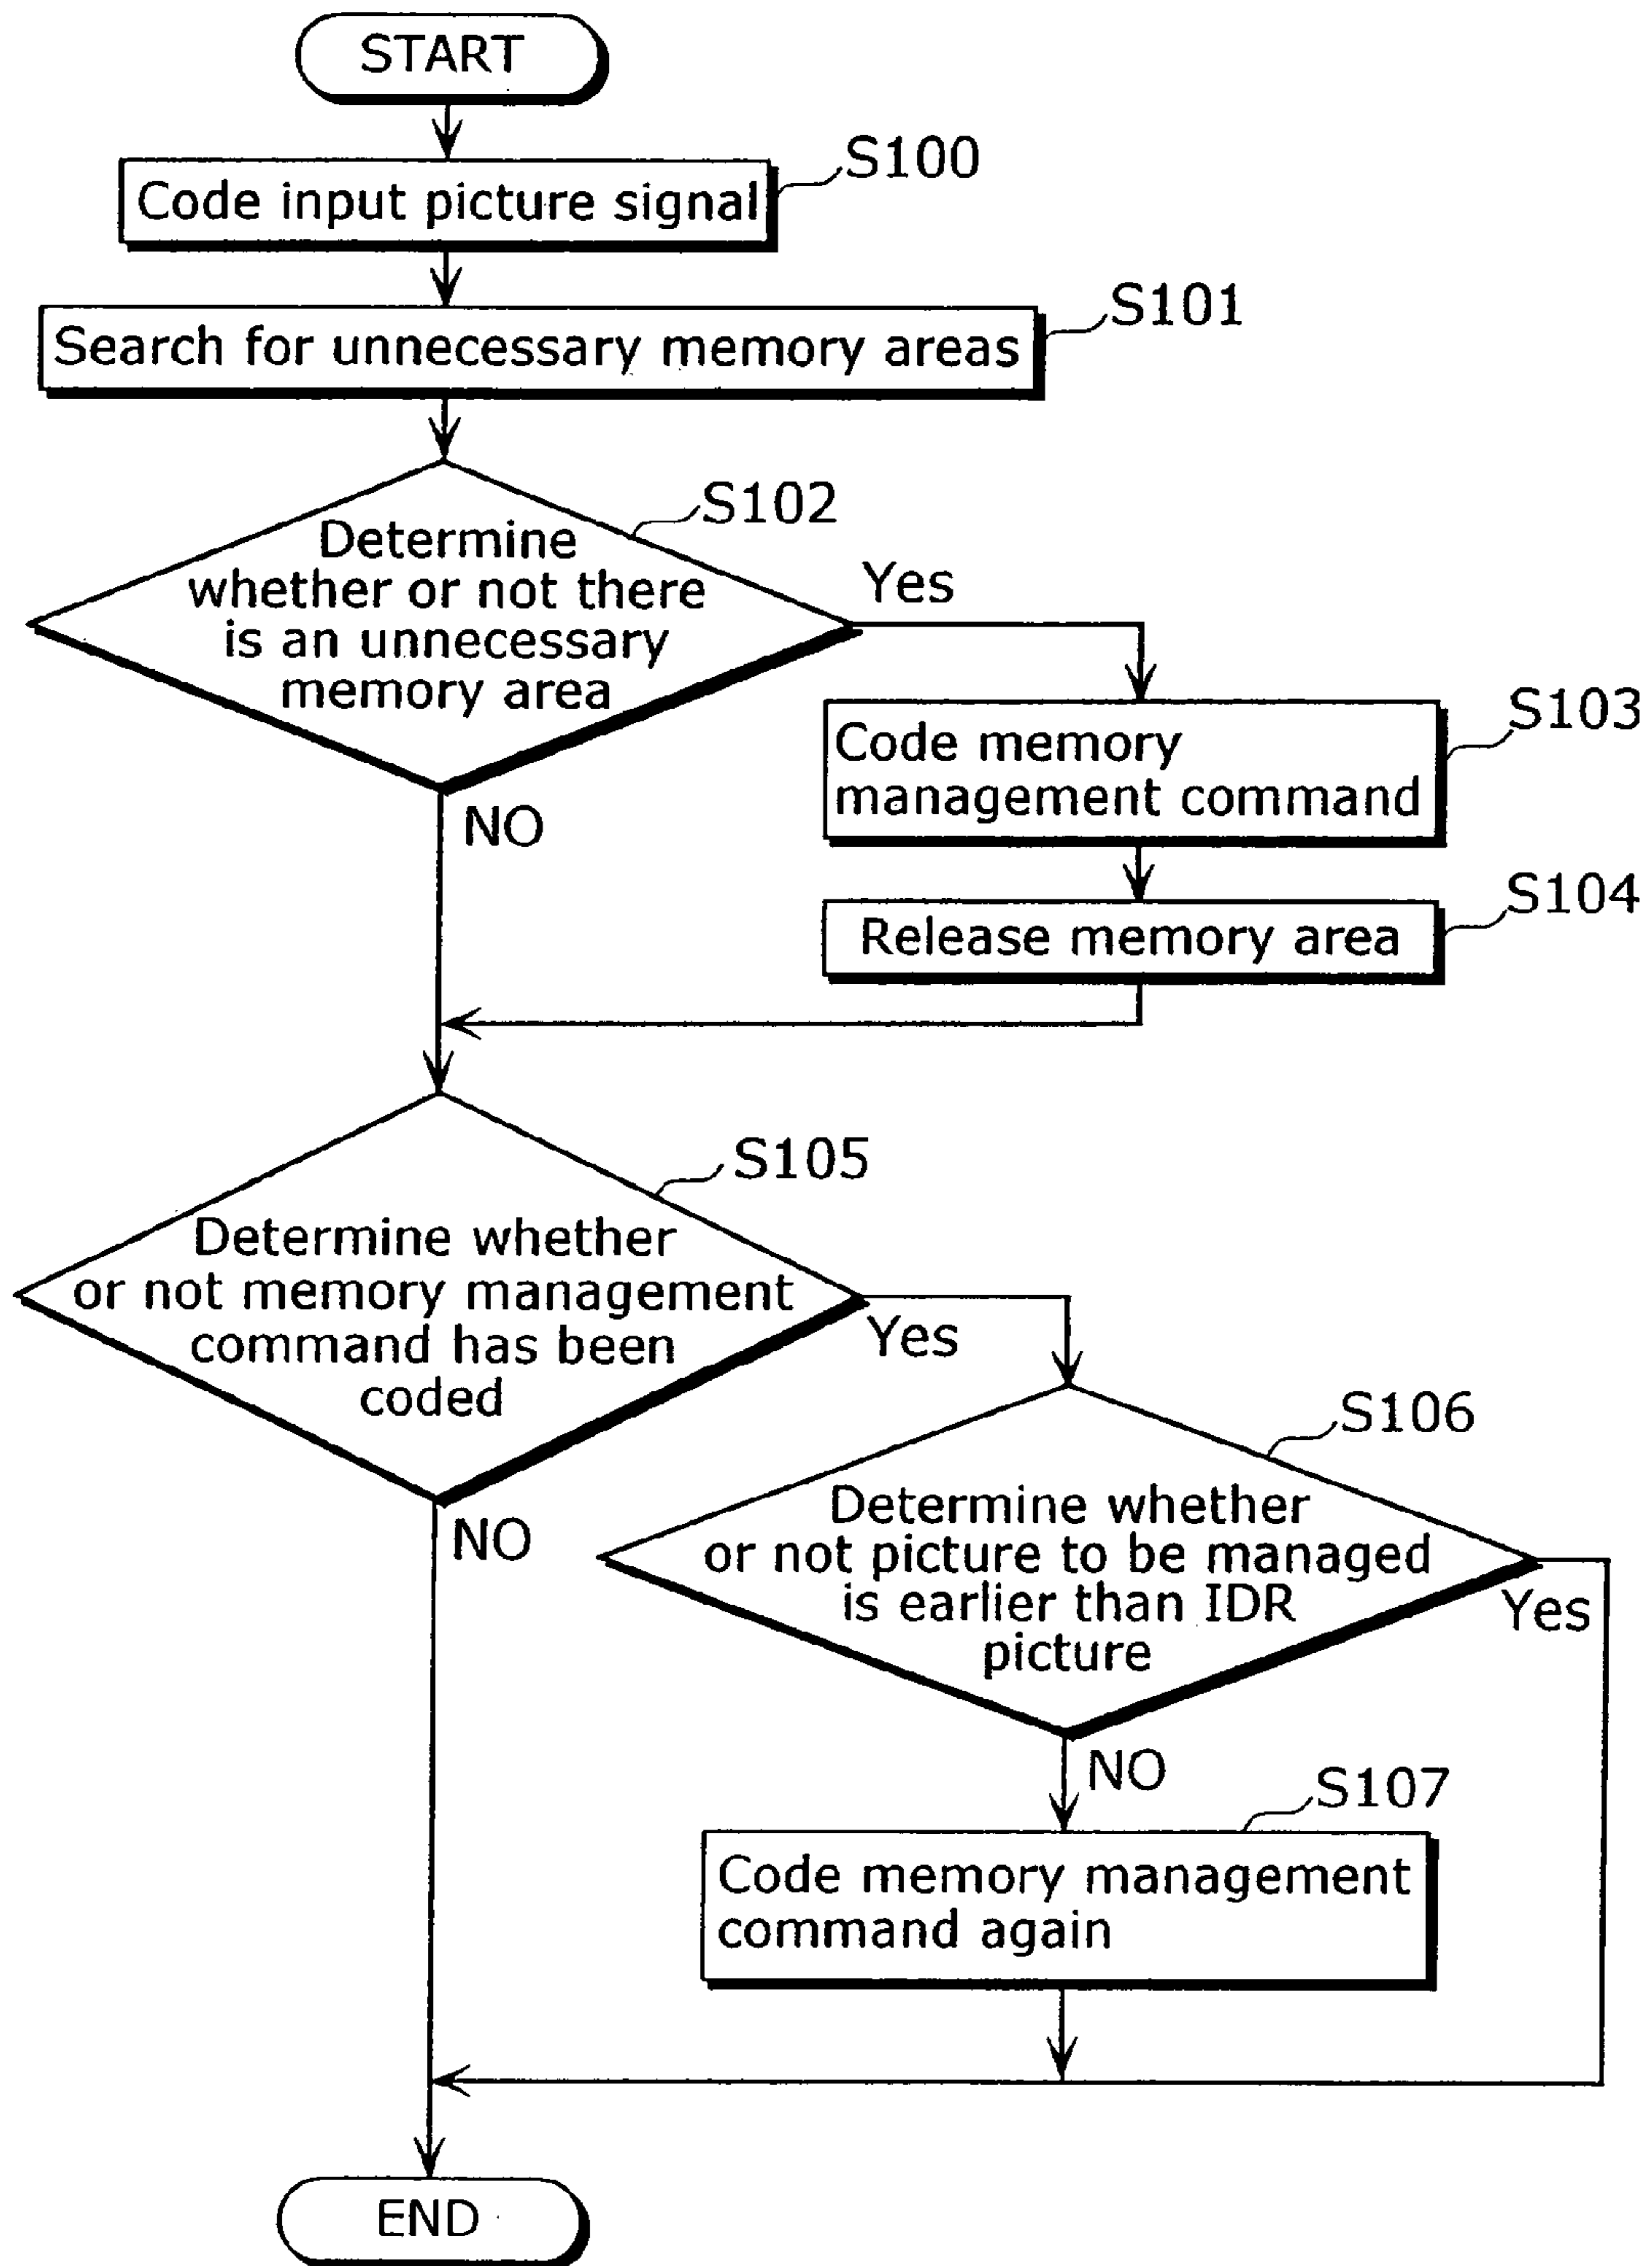 START
S100
Code input picture signal
S101
Search for unnecessary memory areas
S102
Determine
whether or not there
is an unnecessary
memory area
Yes
NO
S103
Code memory
management command
S104
Release memory area
S105
Determine whether
or not memory management
command has been
coded
Yes
NO
S106
Determine whether
or not picture to be managed
is earlier than IDR
picture
Yes
NO
S107
Code memory management
command again
END